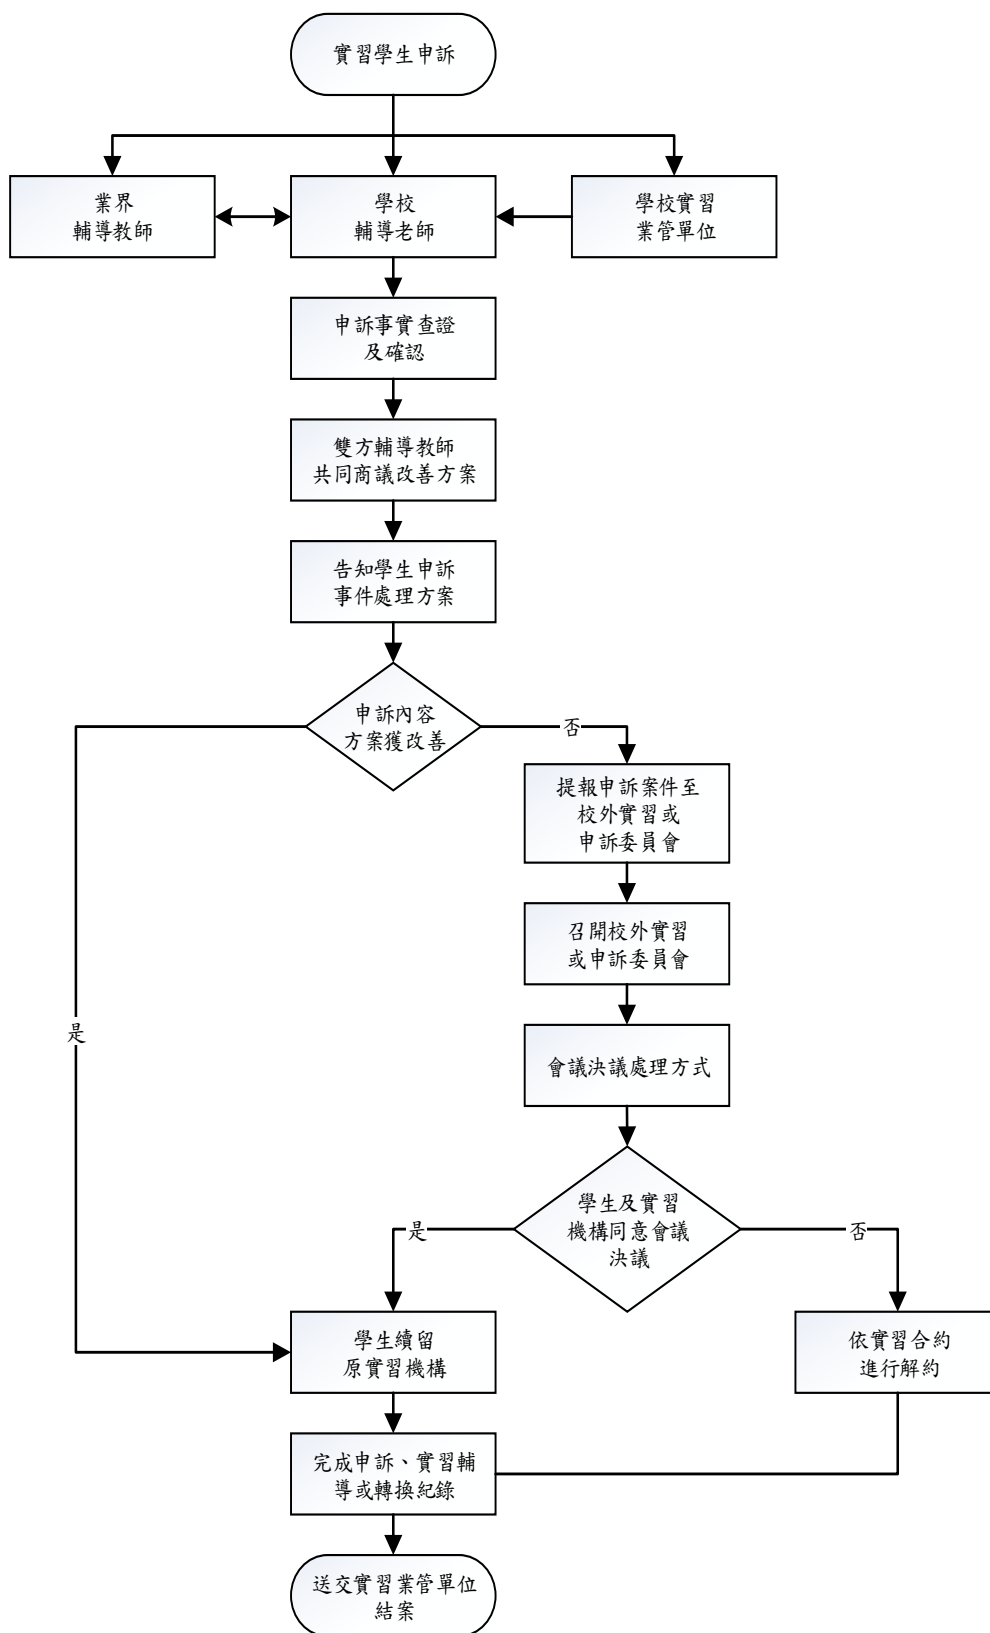 實習學生申訴
業界
輔導教師
學校
輔導老師
學校實習
業管單位
申訴事實查證
及確認
雙方輔導教師
共同商議改善方案
告知學生申訴
事件處理方案
申訴內容
方案獲改善
否
提報申訴案件至
校外實習或
申訴委員會
召開校外實習
或申訴委員會
是
會議決議處理方式
學生及實習
機構同意會議
決議
是
否
學生續留
原實習機構
依實習合約
進行解約
完成申訴、實習輔
導或轉換紀錄
送交實習業管單位
結案